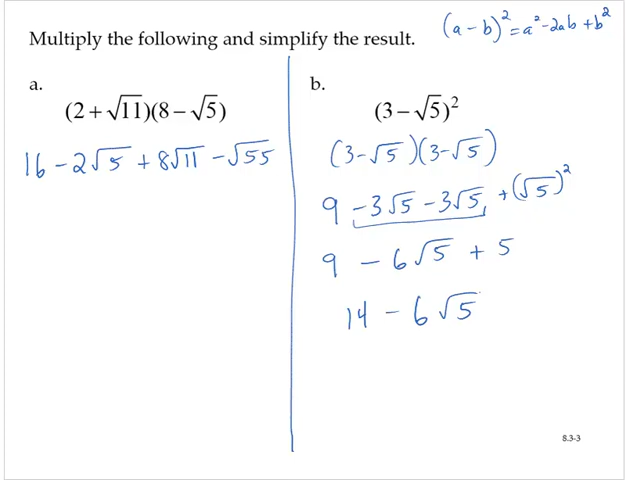 (a - b)² = a² - 2ab + b²
Multiply the following and simplify the result.
a.
(2 + √11)(8 − √5)
16 - 2√5 + 8√11 - √55
b.
(3 − √5)²
(3-√5)(3-√5)
9 -3√5 -3√5 + (√5)²
9 - 6√5 + 5
14 - 6√5
8.3-3